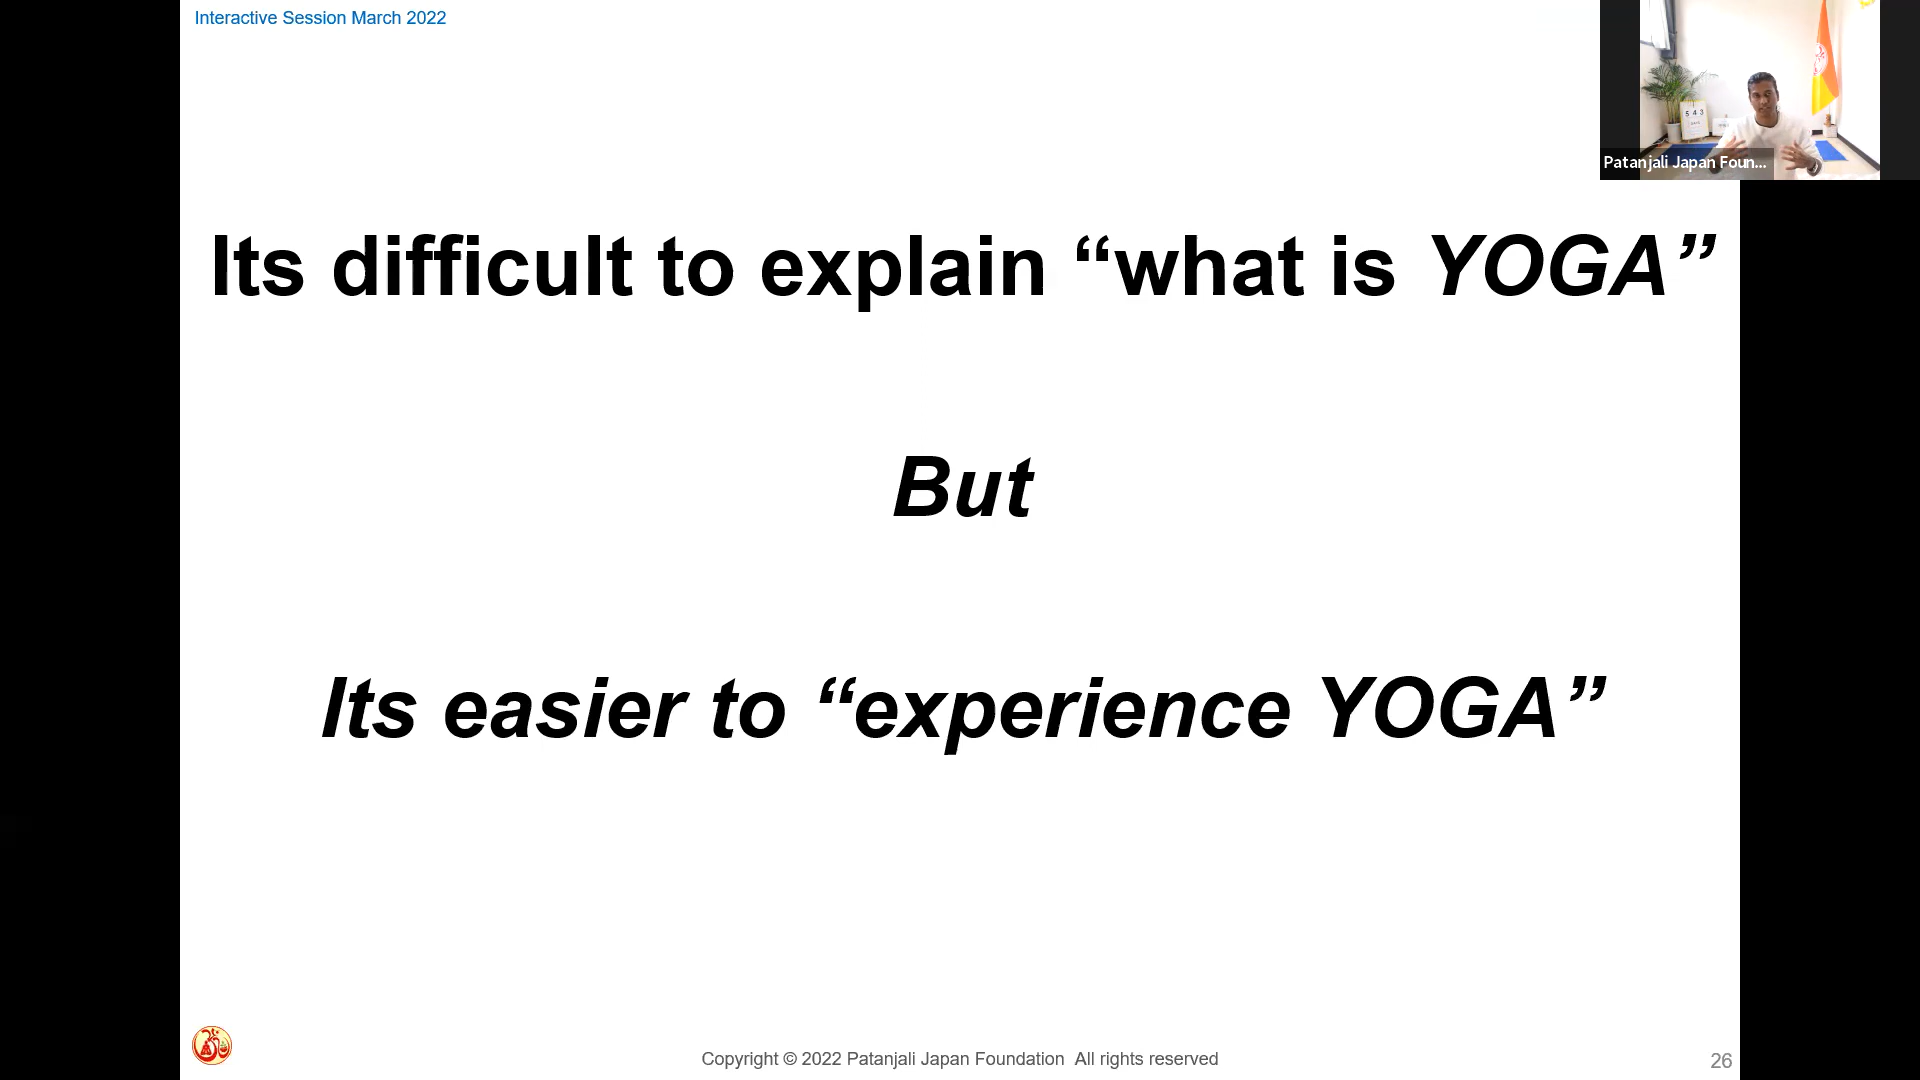 Interactive Session March 2022
Patanjali Japan Foun...
Its difficult to explain “what is YOGA”
But
Its easier to “experience YOGA”
Copyright © 2022 Patanjali Japan Foundation All rights reserved
26